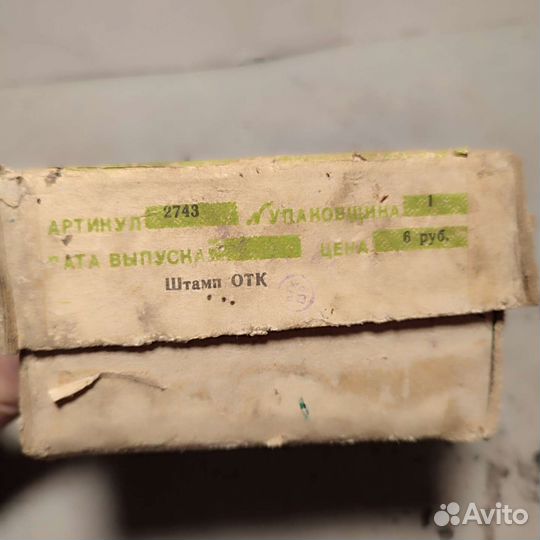 АРТИКУЛ 2743 УПАКОВЩИЦА 1
ДАТА ВЫПУСКА ЦЕНА 6 руб.
Штамп ОТК
Avito